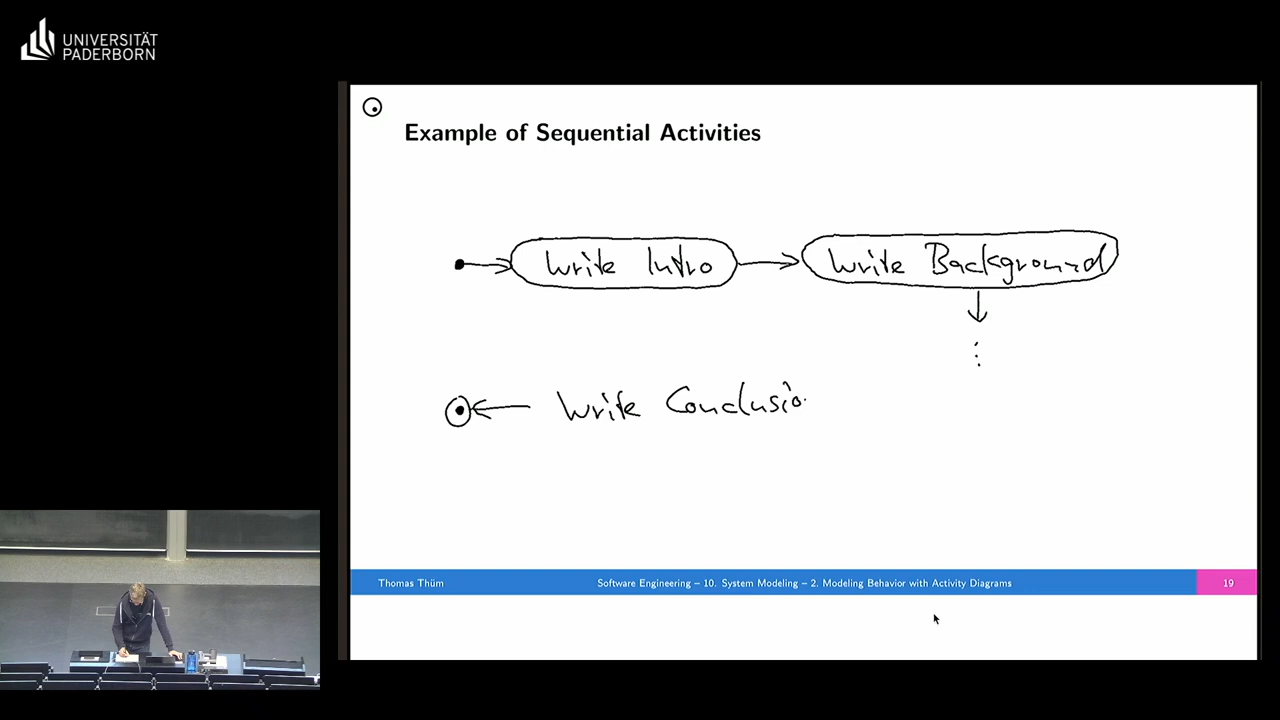 UNIVERSITÄT
PADERBORN
Example of Sequential Activities
Write Intro
Write Background
Write Conclusio
Thomas Thüm
Software Engineering – 10. System Modeling – 2. Modeling Behavior with Activity Diagrams
19